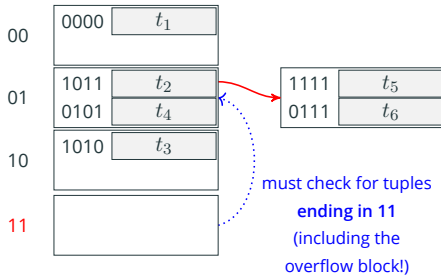 00 0000 t₁
01 1011 t₂ 1111 t₅
0101 t₄ 0111 t₆
10 1010 t₃
11
must check for tuples
ending in 11
(including the
overflow block!)